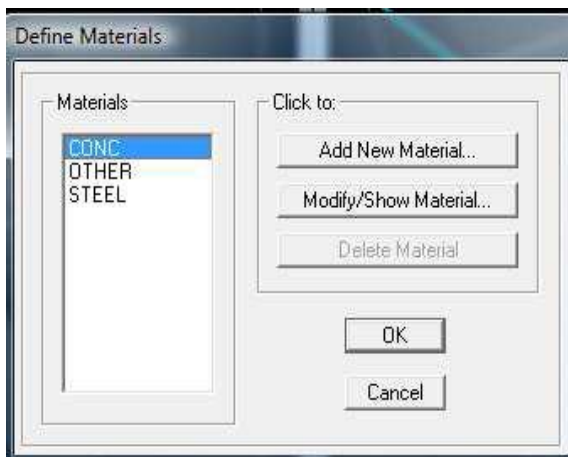 Define Materials
Materials
CONC
OTHER
STEEL
Click to:
Add New Material...
Modify/Show Material...
Delete Material
OK
Cancel